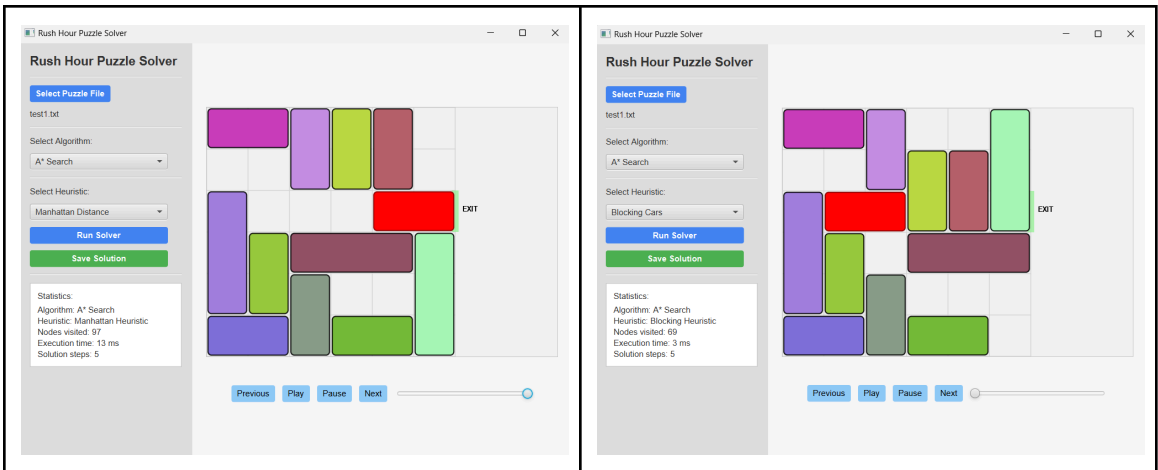 Rush Hour Puzzle Solver
Rush Hour Puzzle Solver
Select Puzzle File
test1.txt
Select Algorithm:
A* Search
Select Heuristic:
Manhattan Distance
Run Solver
Save Solution
Statistics:
Algorithm: A* Search
Heuristic: Manhattan Heuristic
Nodes visited: 97
Execution time: 13 ms
Solution steps: 5
EXIT
Previous Play Pause Next
Rush Hour Puzzle Solver
Rush Hour Puzzle Solver
Select Puzzle File
test1.txt
Select Algorithm:
A* Search
Select Heuristic:
Blocking Cars
Run Solver
Save Solution
Statistics:
Algorithm: A* Search
Heuristic: Blocking Heuristic
Nodes visited: 69
Execution time: 3 ms
Solution steps: 5
EXIT
Previous Play Pause Next